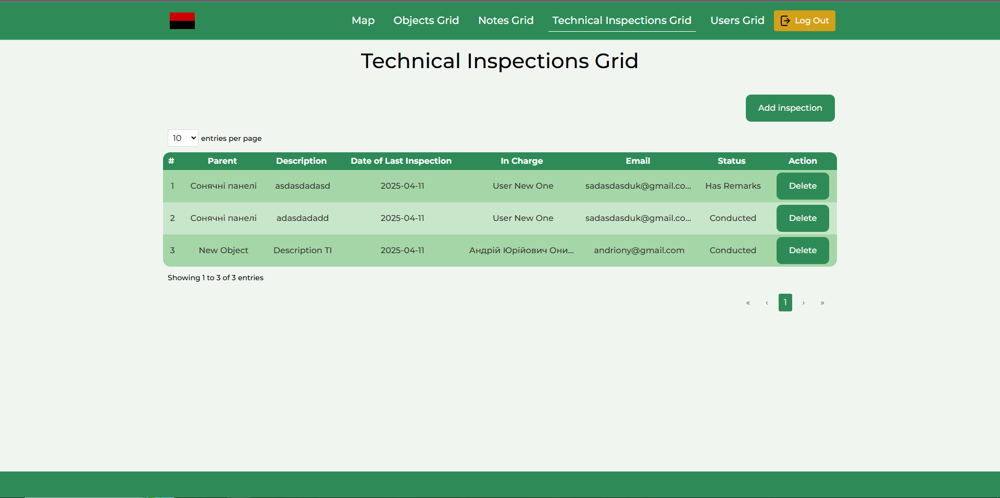 Map Objects Grid Notes Grid Technical Inspections Grid Users Grid Log Out
Technical Inspections Grid
Add inspection
10 entries per page
# Parent Description Date of Last Inspection In Charge Email Status Action
1 Сонячні панелі asdasdadasd 2025-04-11 User New One sadasdasduk@gmail.co... Has Remarks Delete
2 Сонячні панелі adasdadadd 2025-04-11 User New One sadasdasduk@gmail.co... Conducted Delete
3 New Object Description TI 2025-04-11 Андрій Юрійович Они... andriony@gmail.com Conducted Delete
Showing 1 to 3 of 3 entries
« ‹ 1 › »